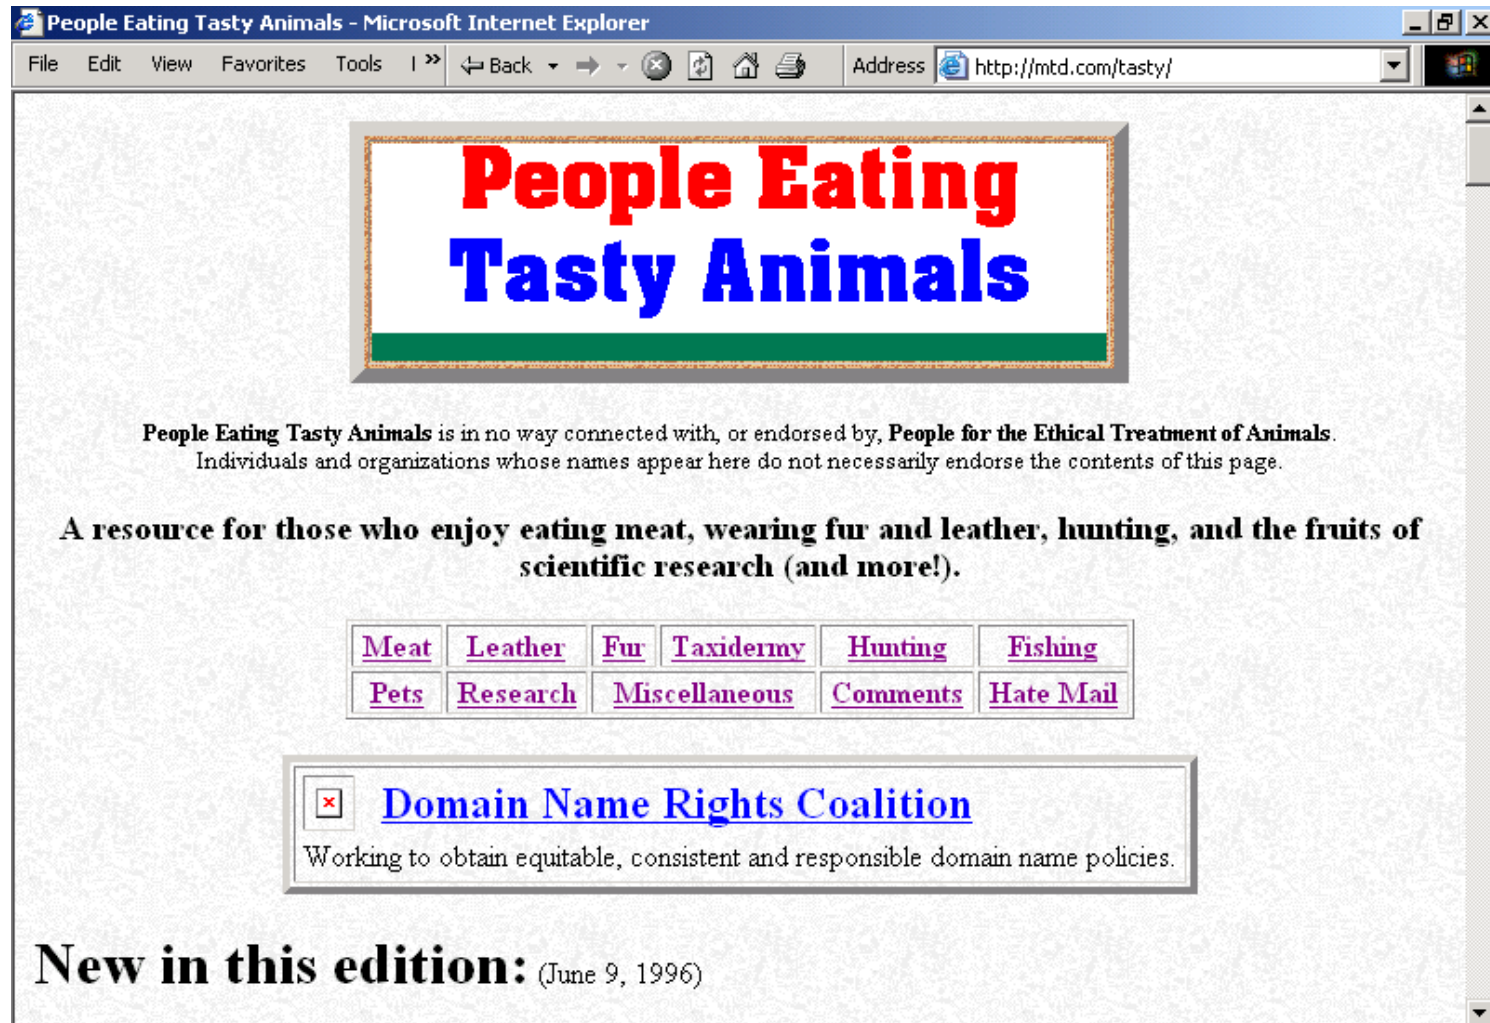 People Eating Tasty Animals - Microsoft Internet Explorer
File Edit View Favorites Tools » Back Address http://mtd.com/tasty/
People Eating
Tasty Animals
People Eating Tasty Animals is in no way connected with, or endorsed by, People for the Ethical Treatment of Animals.
Individuals and organizations whose names appear here do not necessarily endorse the contents of this page.
A resource for those who enjoy eating meat, wearing fur and leather, hunting, and the fruits of
scientific research (and more!).
Meat Leather Fur Taxidermy Hunting Fishing
Pets Research Miscellaneous Comments Hate Mail
Domain Name Rights Coalition
Working to obtain equitable, consistent and responsible domain name policies.
New in this edition: (June 9, 1996)